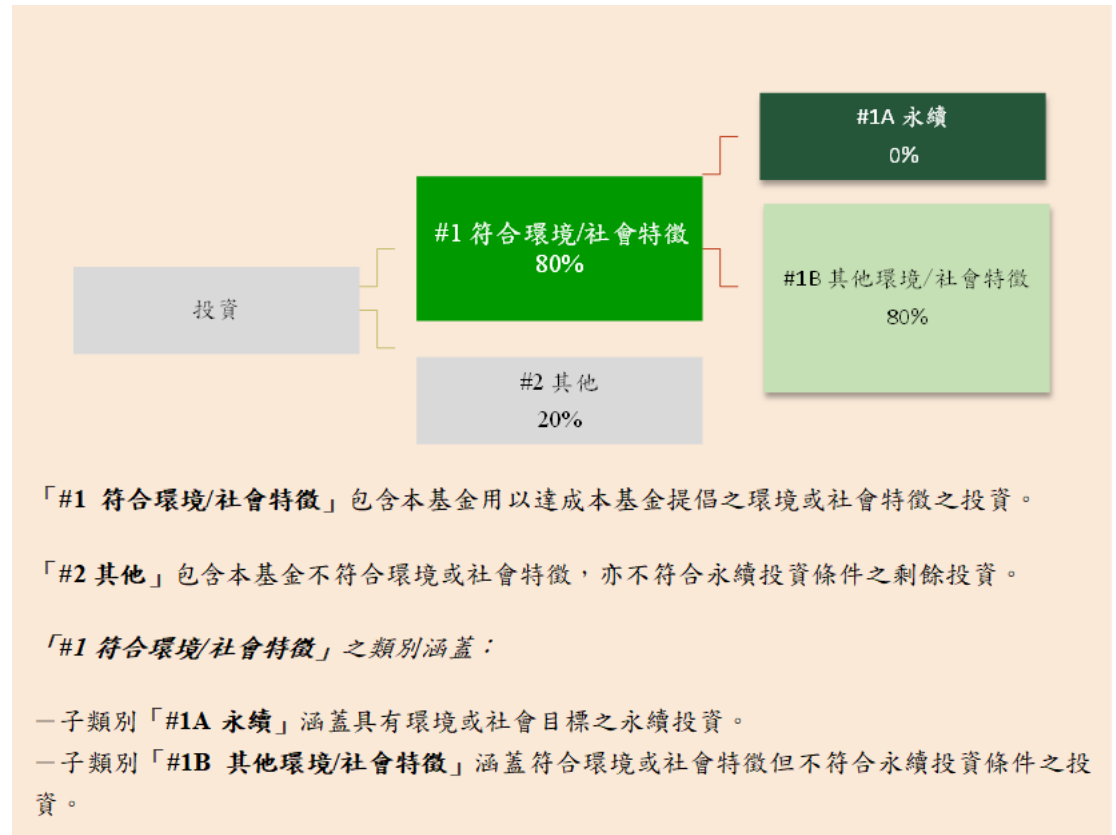 #1A 永續
0%
#1 符合環境/社會特徵
80%
#1B 其他環境/社會特徵
80%
投資
#2 其他
20%
「#1 符合環境/社會特徵」包含本基金用以達成本基金提倡之環境或社會特徵之投資。
「#2 其他」包含本基金不符合環境或社會特徵，亦不符合永續投資條件之剩餘投資。
「#1 符合環境/社會特徵」之類別涵蓋：
－子類別「#1A 永續」涵蓋具有環境或社會目標之永續投資。
－子類別「#1B 其他環境/社會特徵」涵蓋符合環境或社會特徵但不符合永續投資條件之投
資。